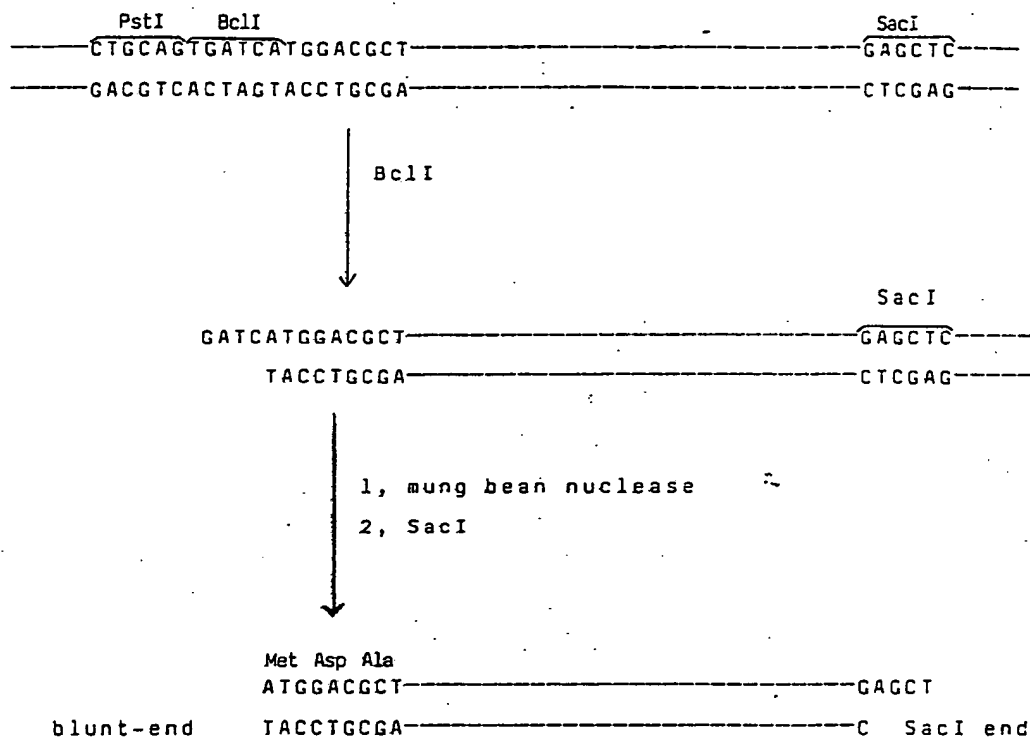 PstI BclI SacI
CTGCAGTGATCATGGACGCT GAGCTC
GACGTCACTAGTACCTGCGA CTCGAG
BclI
SacI
GATCATGGACGCT GAGCTC
TACCTGCGA CTCGAG
1, mung bean nuclease
2, SacI
Met Asp Ala
ATGGACGCT GAGCT
blunt-end TACCTGCGA C SacI end